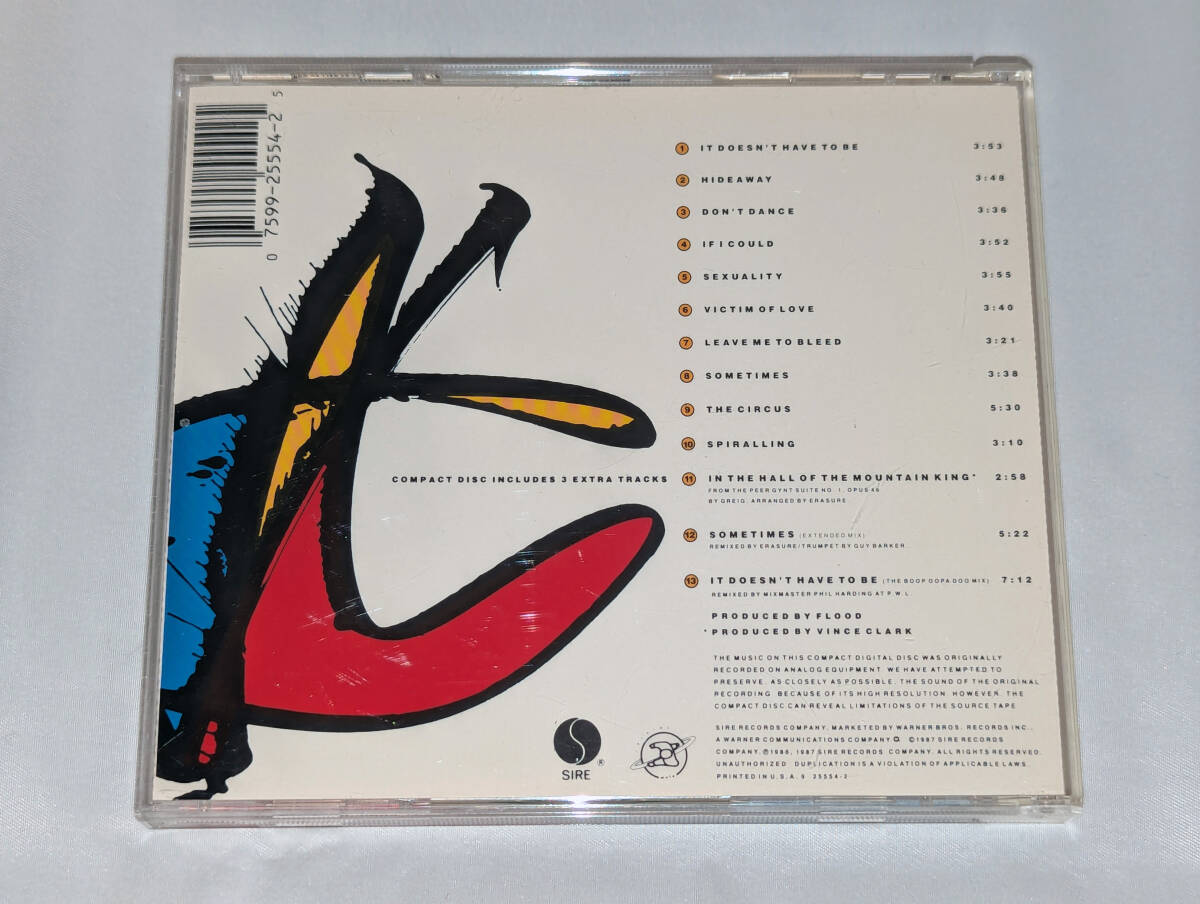 0 7599-25554-2 5
1 IT DOESN'T HAVE TO BE 3:53
2 HIDEAWAY 3:48
3 DON'T DANCE 3:36
4 IF I COULD 3:52
5 SEXUALITY 3:55
6 VICTIM OF LOVE 3:40
7 LEAVE ME TO BLEED 3:21
8 SOMETIMES 3:38
9 THE CIRCUS 5:30
10 SPIRALLING 3:10
COMPACT DISC INCLUDES 3 EXTRA TRACKS
11 IN THE HALL OF THE MOUNTAIN KING* 2:58
FROM THE PEER GYNT SUITE NO. 1, OPUS 46
BY GREIG, ARRANGED BY ERASURE
12 SOMETIMES (EXTENDED MIX) 5:22
REMIXED BY ERASURE/TRUMPET BY GUY BARKER
13 IT DOESN'T HAVE TO BE (THE BOOP OOPA DOO MIX) 7:12
REMIXED BY MIXMASTER PHIL HARDING AT P.W.L.
PRODUCED BY FLOOD
* PRODUCED BY VINCE CLARK
THE MUSIC ON THIS COMPACT DIGITAL DISC WAS ORIGINALLY
RECORDED ON ANALOG EQUIPMENT. WE HAVE ATTEMPTED TO
PRESERVE, AS CLOSELY AS POSSIBLE, THE SOUND OF THE ORIGINAL
RECORDING. BECAUSE OF ITS HIGH RESOLUTION, HOWEVER, THE
COMPACT DISC CAN REVEAL LIMITATIONS OF THE SOURCE TAPE.
SIRE RECORDS COMPANY, MARKETED BY WARNER BROS. RECORDS INC.,
A WARNER COMMUNICATIONS COMPANY ©1987 SIRE RECORDS
COMPANY. ℗1986, 1987 SIRE RECORDS COMPANY. ALL RIGHTS RESERVED.
UNAUTHORIZED DUPLICATION IS A VIOLATION OF APPLICABLE LAWS.
PRINTED IN U.S.A. 9 25554-2
S
SIRE ®